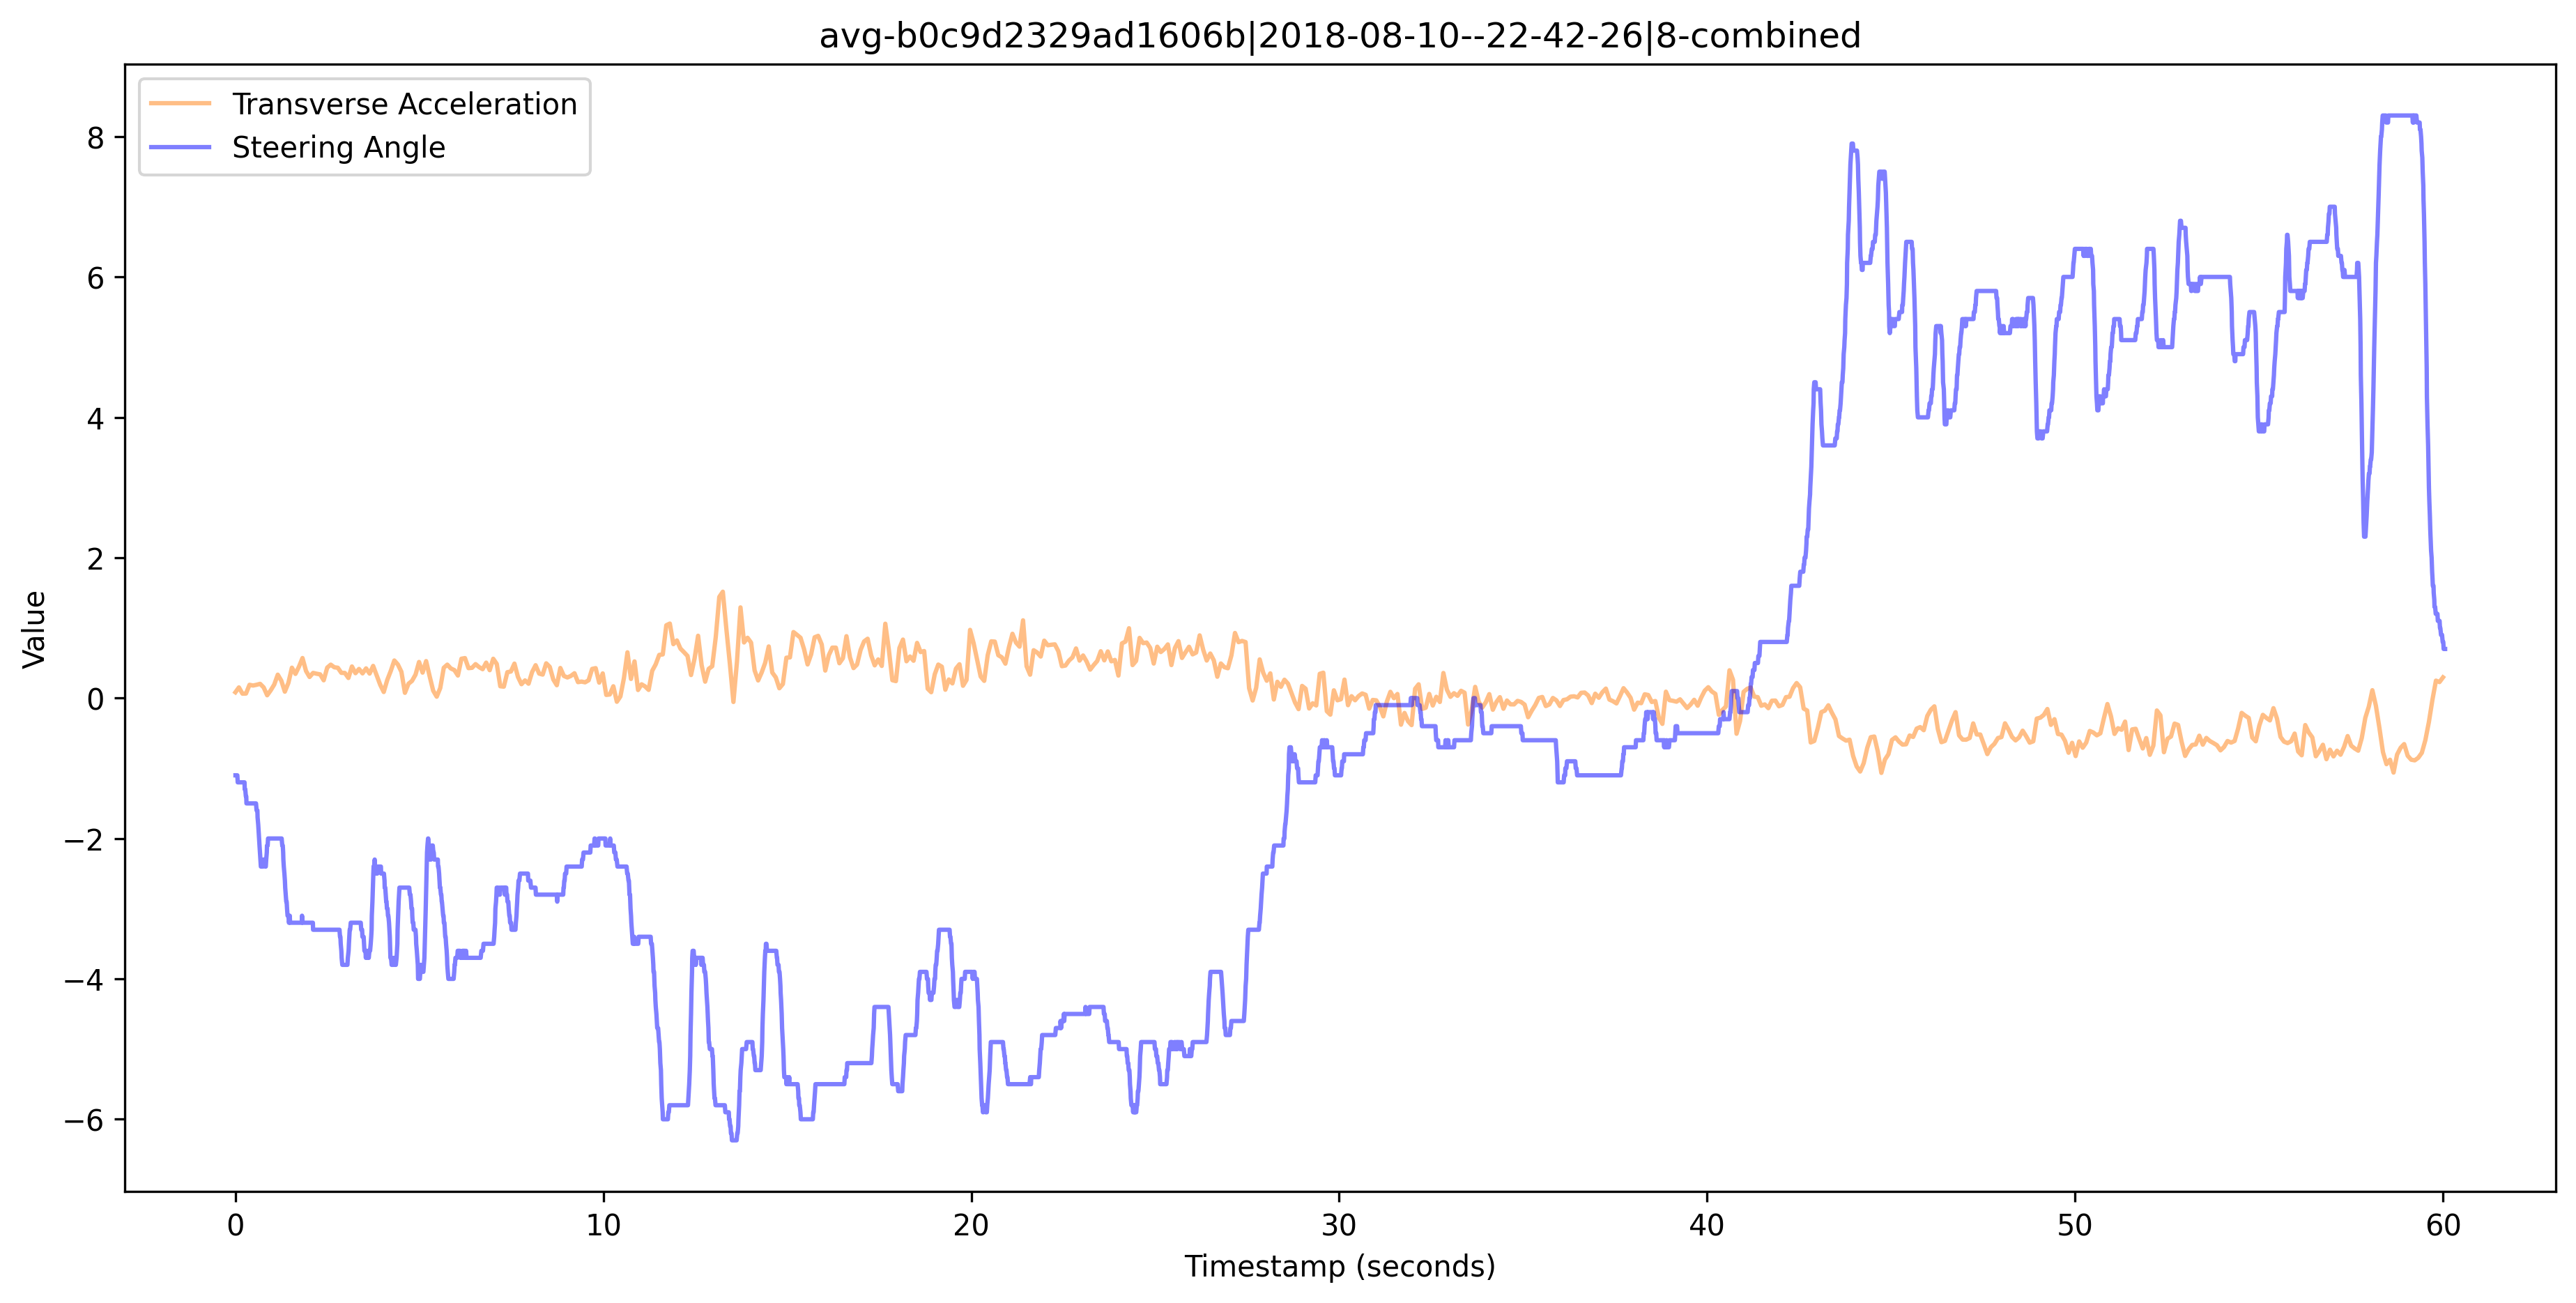 avg-b0c9d2329ad1606b|2018-08-10--22-42-26|8-combined
Transverse Acceleration
Steering Angle
Value
8
6
4
2
0
−2
−4
−6
0 10 20 30 40 50 60
Timestamp (seconds)